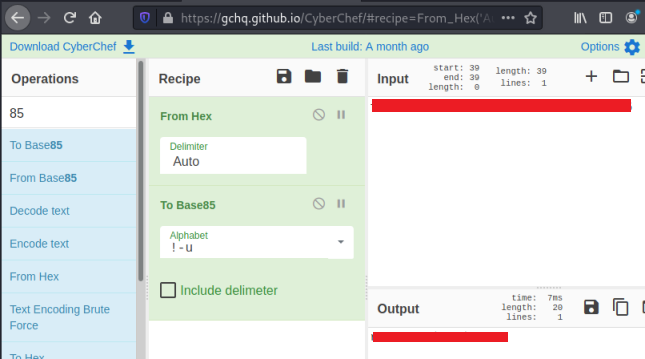 https://gchq.github.io/CyberChef/#recipe=From_Hex('A
Download CyberChef
Last build: A month ago
Options
Operations
Recipe
Input
start: 39
end: 39
length: 0
length: 39
lines: 1
85
To Base85
From Base85
Decode text
Encode text
From Hex
Text Encoding Brute
Force
To Hex
From Hex
Delimiter
Auto
To Base85
Alphabet
!-u
Include delimeter
Output
time: 7ms
length: 20
lines: 1